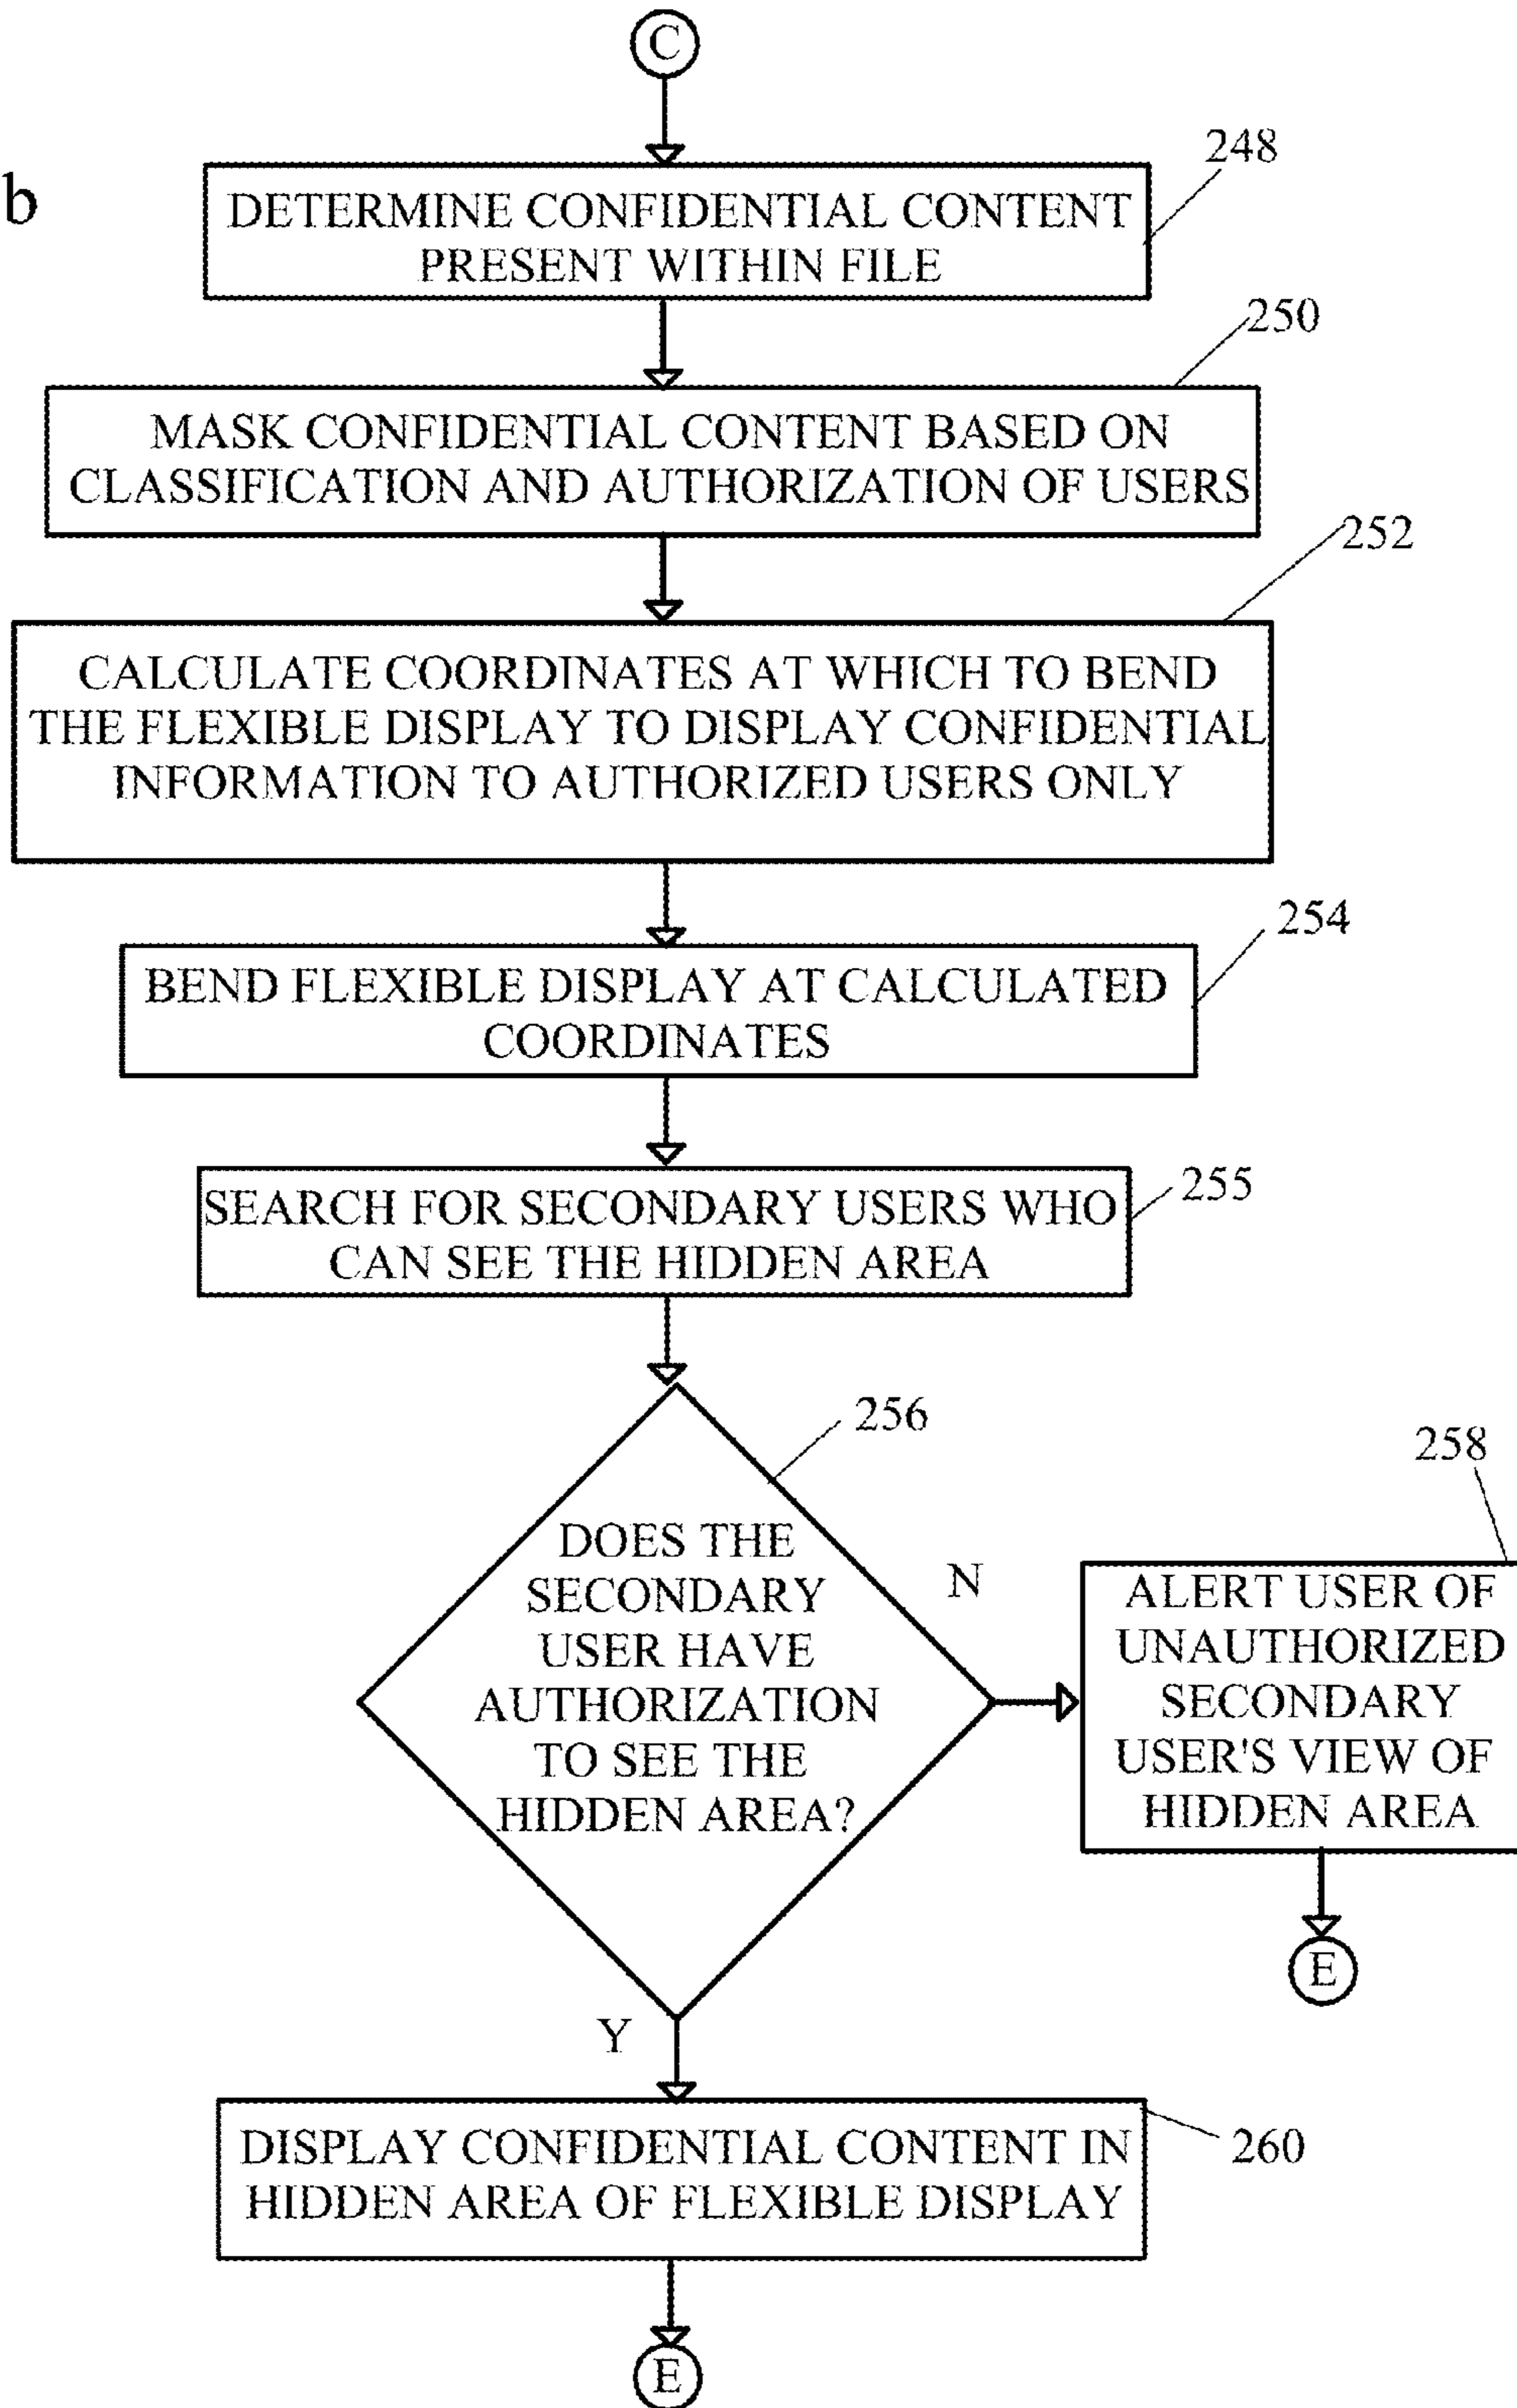 C
b
248
DETERMINE CONFIDENTIAL CONTENT
PRESENT WITHIN FILE
250
MASK CONFIDENTIAL CONTENT BASED ON
CLASSIFICATION AND AUTHORIZATION OF USERS
252
CALCULATE COORDINATES AT WHICH TO BEND
THE FLEXIBLE DISPLAY TO DISPLAY CONFIDENTIAL
INFORMATION TO AUTHORIZED USERS ONLY
254
BEND FLEXIBLE DISPLAY AT CALCULATED
COORDINATES
255
SEARCH FOR SECONDARY USERS WHO
CAN SEE THE HIDDEN AREA
256
DOES THE
SECONDARY
USER HAVE
AUTHORIZATION
TO SEE THE
HIDDEN AREA?
N
258
ALERT USER OF
UNAUTHORIZED
SECONDARY
USER'S VIEW OF
HIDDEN AREA
E
Y
260
DISPLAY CONFIDENTIAL CONTENT IN
HIDDEN AREA OF FLEXIBLE DISPLAY
E